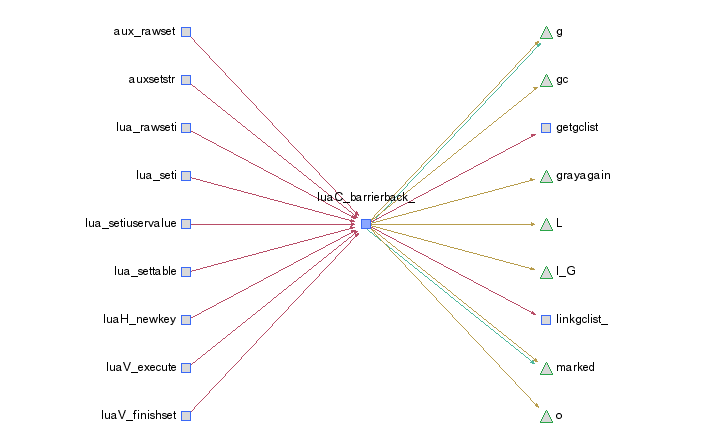 aux_rawset
auxsetstr
lua_rawseti
lua_seti
lua_setiuservalue
lua_settable
luaH_newkey
luaV_execute
luaV_finishset
luaC_barrierback_
g
gc
getgclist
grayagain
L
l_G
linkgclist_
marked
o